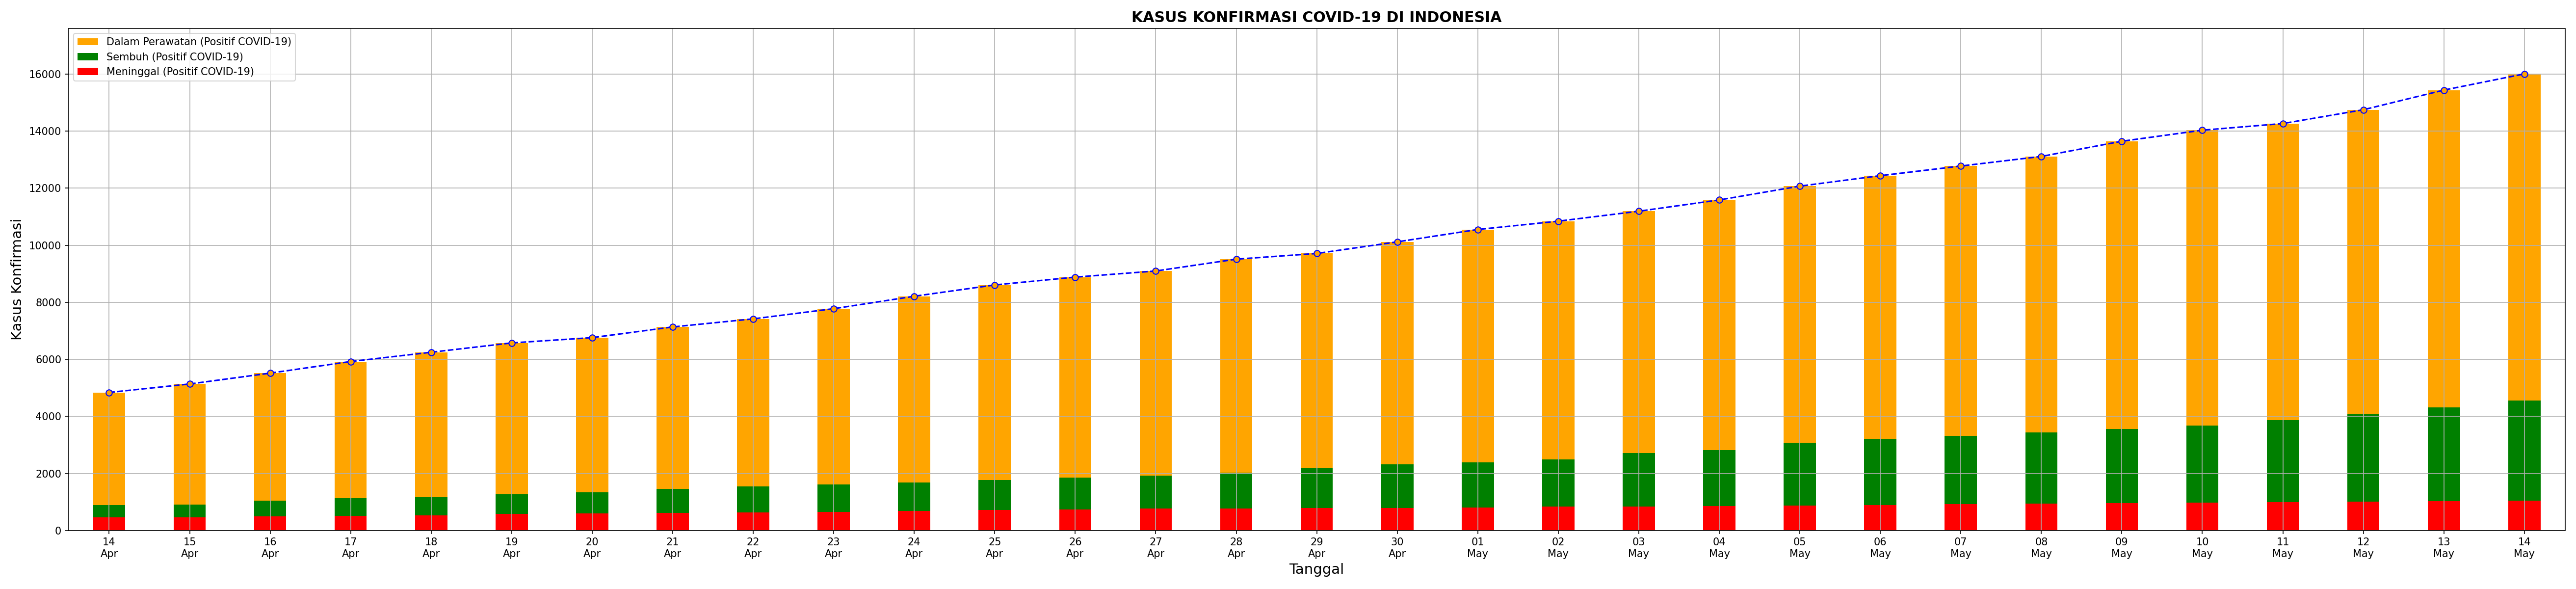 KASUS KONFIRMASI COVID-19 DI INDONESIA
Dalam Perawatan (Positif COVID-19)
Sembuh (Positif COVID-19)
Meninggal (Positif COVID-19)
Kasus Konfirmasi
16000
14000
12000
10000
8000
6000
4000
2000
0
14 15 16 17 18 19 20 21 22 23 24 25 26 27 28 29 30 01 02 03 04 05 06 07 08 09 10 11 12 13 14
Apr Apr Apr Apr Apr Apr Apr Apr Apr Apr Apr Apr Apr Apr Apr Apr Apr May May May May May May May May May May May May May May
Tanggal